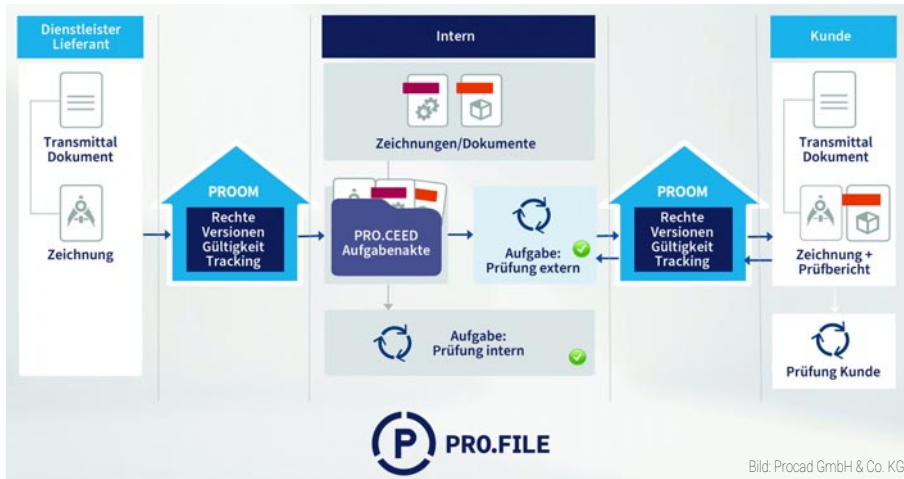 Dienstleister
Lieferant
Transmittal
Dokument
Zeichnung
PROOM
Rechte
Versionen
Gültigkeit
Tracking
Intern
Zeichnungen/Dokumente
PRO.CEED
Aufgabenakte
Aufgabe:
Prüfung extern
Aufgabe:
Prüfung intern
PROOM
Rechte
Versionen
Gültigkeit
Tracking
Kunde
Transmittal
Dokument
Zeichnung +
Prüfbericht
Prüfung Kunde
P PRO.FILE
Bild: Procad GmbH & Co. KG